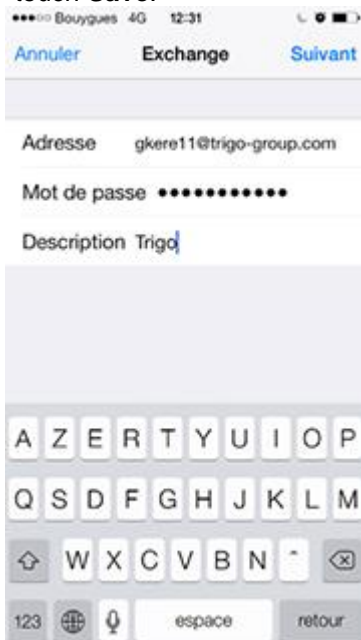 Bouygues 4G 12:31
Annuler Exchange Suivant
Adresse gkere11@trigo-group.com
Mot de passe •••••••••••
Description Trigo
A Z E R T Y U I O P
Q S D F G H J K L M
W X C V B N ^
123 espace retour